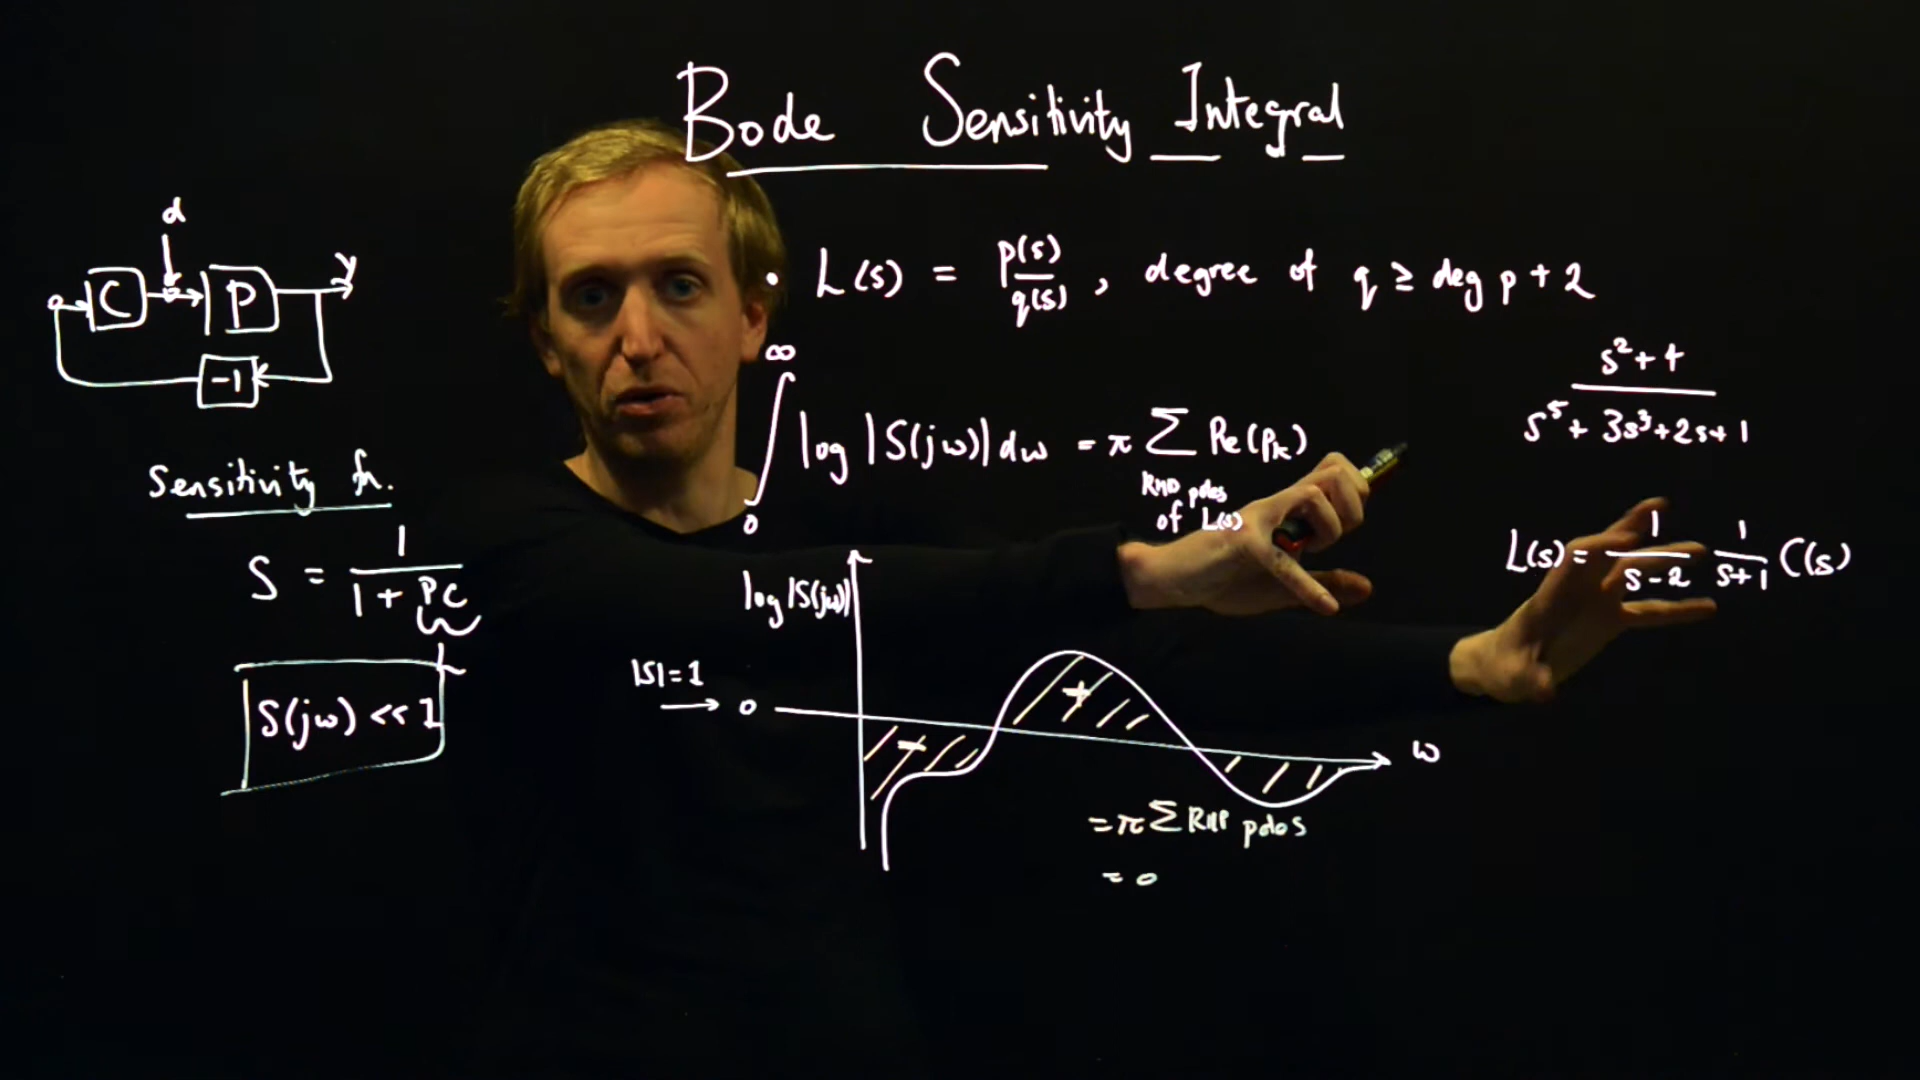 Bode Sensitivity Integral
d
C
P
y
-1
Sensitivity fn.
S = 1 / (1 + PC)
L
S(jω) << 1
• L(s) = p(s)/q(s), degree of q ≥ deg p + 2
∫₀^∞ log |S(jω)| dω = π Σ Re(pₖ)
RHP poles
of L(s)
s² + 4
s⁵ + 3s³ + 2s + 1
L(s) = 1/(s-2) 1/(s+1) C(s)
log |S(jω)|
|S| = 1
→ 0
+
ω
= π Σ RHP poles
= 0